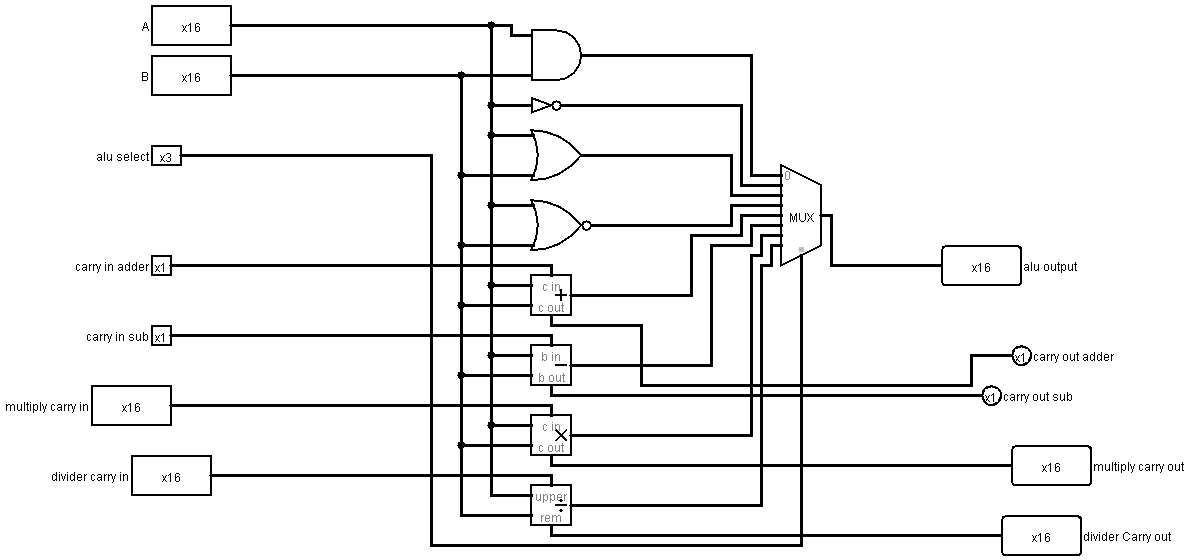 A
x16
B
x16
alu select
x3
0
MUX
carry in adder
x1
c in
c out
x16
alu output
carry in sub
x1
b in
b out
x1
carry out adder
multiply carry in
x16
c in
c out
x1
carry out sub
divider carry in
x16
upper
rem
x16
multiply carry out
x16
divider Carry out